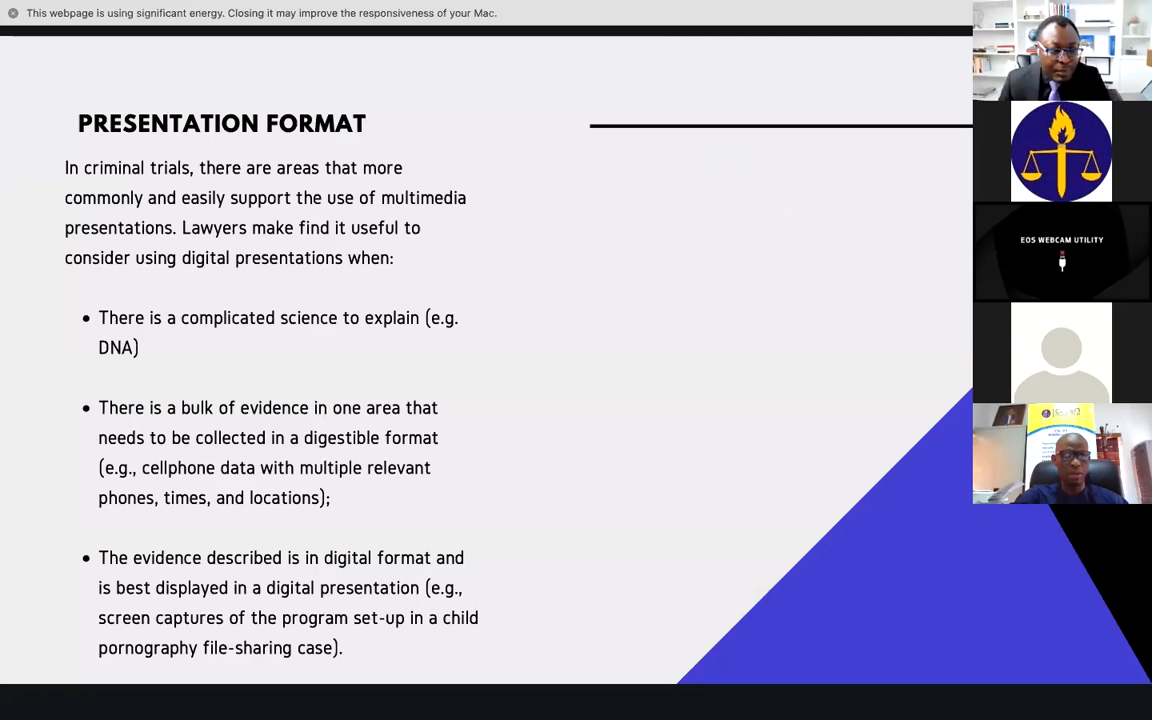 This webpage is using significant energy. Closing it may improve the responsiveness of your Mac.
PRESENTATION FORMAT
In criminal trials, there are areas that more
commonly and easily support the use of multimedia
presentations. Lawyers make find it useful to
consider using digital presentations when:
There is a complicated science to explain (e.g.
DNA)
There is a bulk of evidence in one area that
needs to be collected in a digestible format
(e.g., cellphone data with multiple relevant
phones, times, and locations);
The evidence described is in digital format and
is best displayed in a digital presentation (e.g.,
screen captures of the program set-up in a child
pornography file-sharing case).
EOS WEBCAM UTILITY